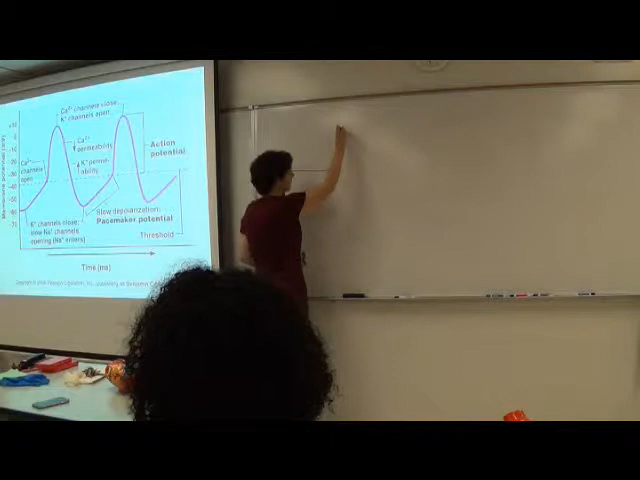 Ca²⁺ channels close,
K⁺ channels open
Ca²⁺
permeability
Action
potential
Ca²⁺
channels
open
K⁺ perme-
ability
Slow depolarization:
Pacemaker potential
K⁺ channels close;
slow Na⁺ channels
opening (Na⁺ enters)
Threshold
Time (ms)